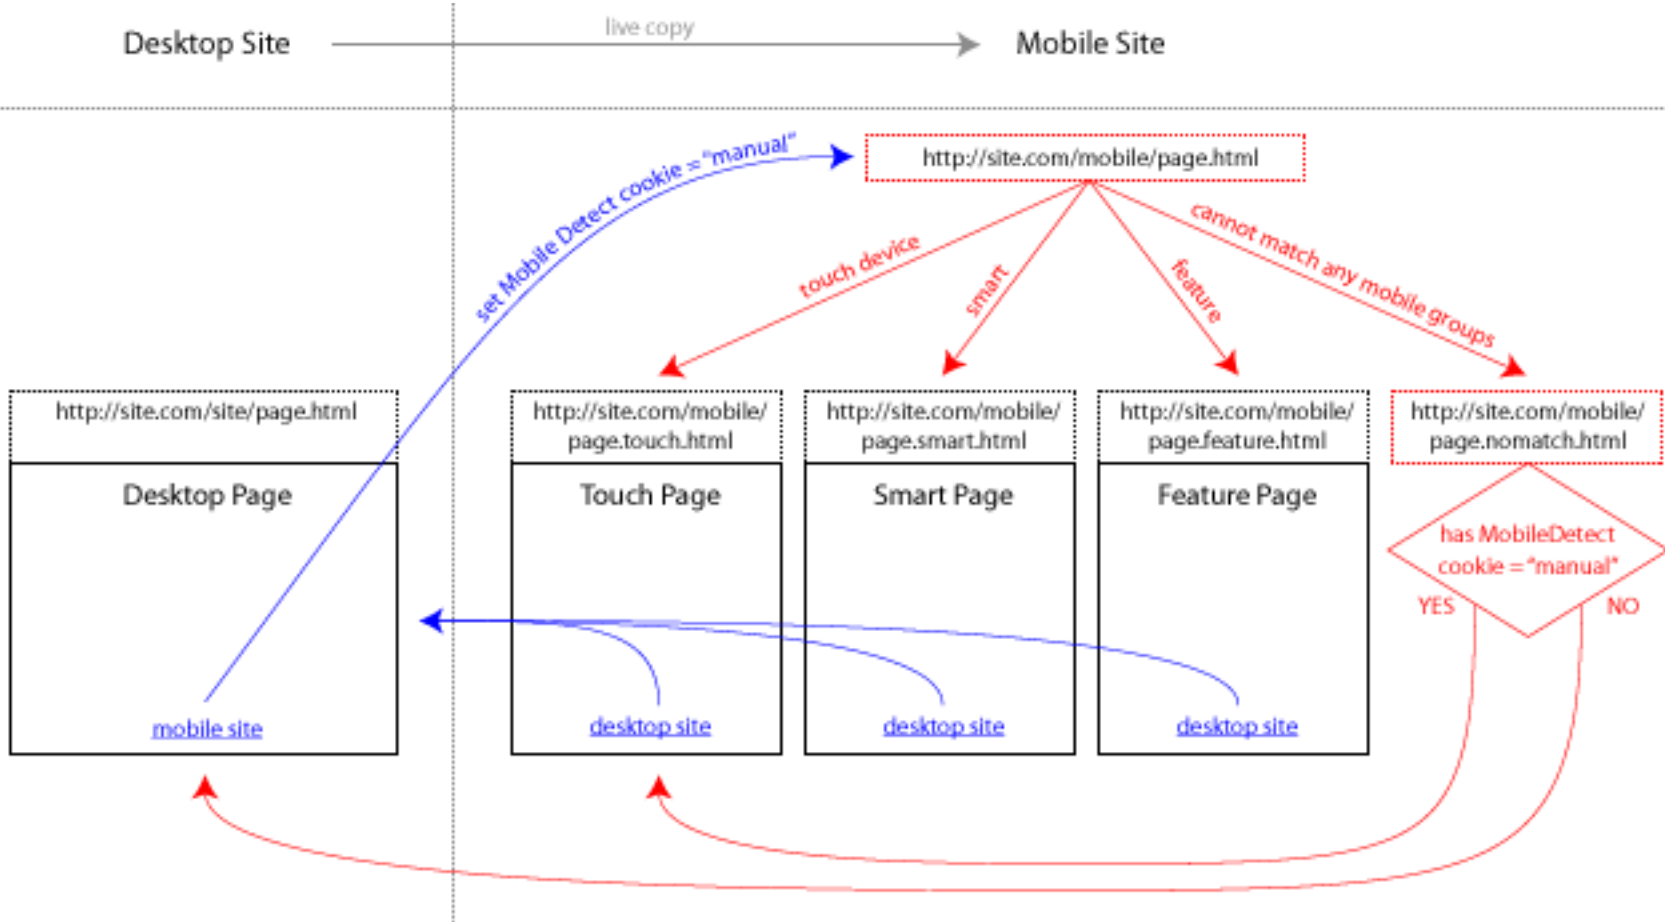 Desktop Site
live copy
Mobile Site
set Mobile Detect cookie = "manual"
http://site.com/mobile/page.html
touch device
smart
feature
cannot match any mobile groups
http://site.com/site/page.html
Desktop Page
mobile site
http://site.com/mobile/
page.touch.html
Touch Page
desktop site
http://site.com/mobile/
page.smart.html
Smart Page
desktop site
http://site.com/mobile/
page.feature.html
Feature Page
desktop site
http://site.com/mobile/
page.nomatch.html
has MobileDetect
cookie = "manual"
YES
NO